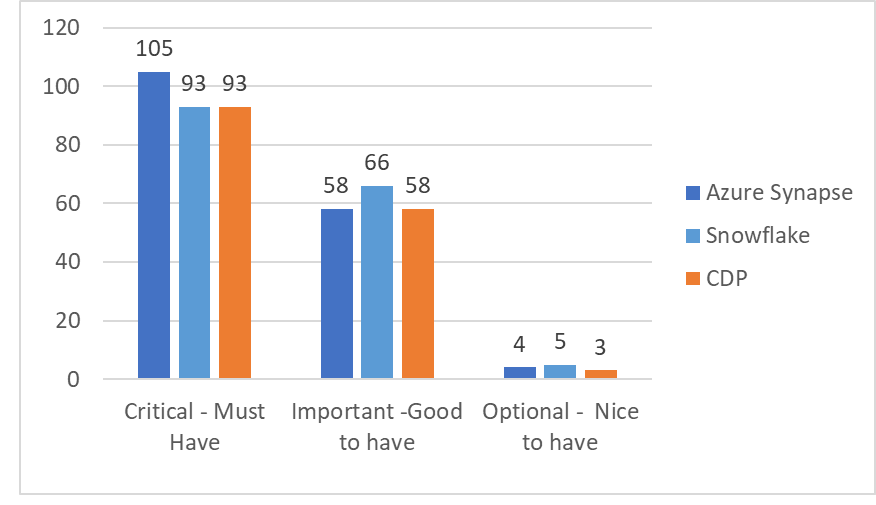 120
100
80
60
40
20
0
105
93
93
58
66
58
4
5
3
Critical - Must
Have
Important -Good
to have
Optional -  Nice
to have
Azure Synapse
Snowflake
CDP